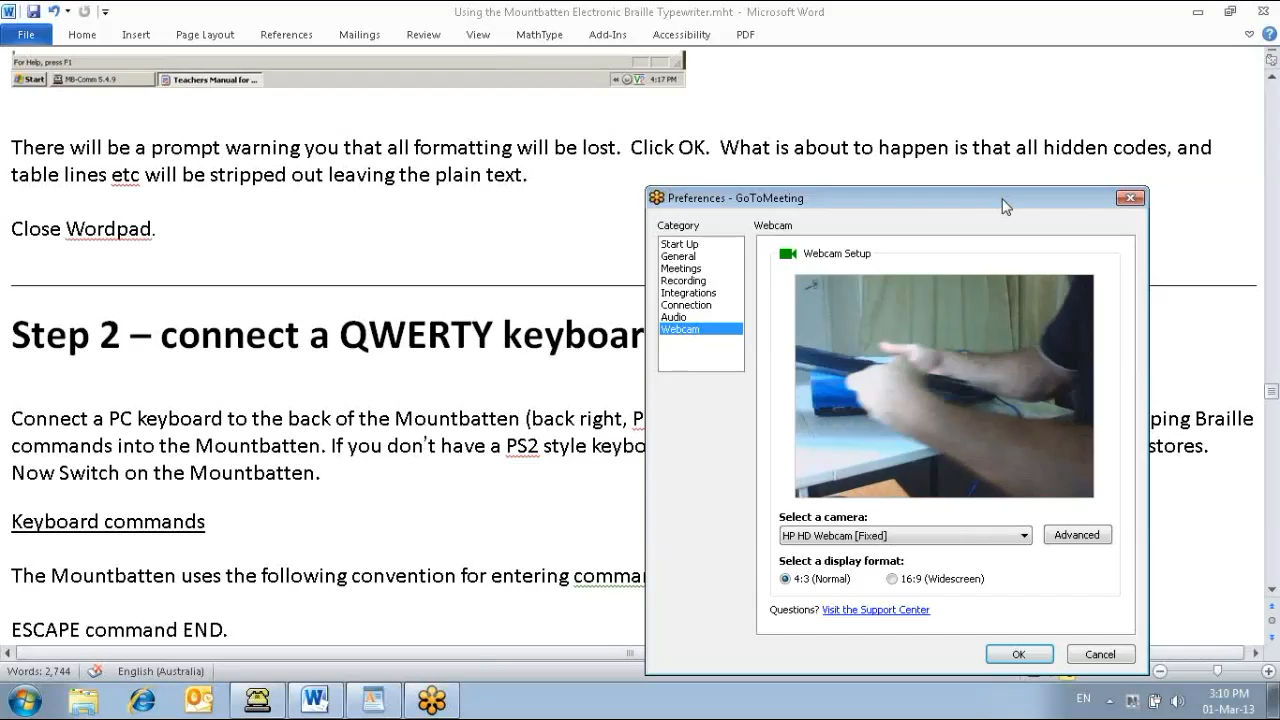 Using the Mountbatten Electronic Braille Typewriter.mht - Microsoft Word
File Home Insert Page Layout References Mailings Review View MathType Add-Ins Accessibility PDF
For Help, press F1
Start MB-Comm 5.4.9 Teachers Manual for ... 4:17 PM
There will be a prompt warning you that all formatting will be lost. Click OK. What is about to happen is that all hidden codes, and
table lines etc will be stripped out leaving the plain text.
Close Wordpad.
Step 2 – connect a QWERTY keyboar
Connect a PC keyboard to the back of the Mountbatten (back right, P
ping Braille
commands into the Mountbatten. If you don't have a PS2 style keybo
stores.
Now Switch on the Mountbatten.
Keyboard commands
The Mountbatten uses the following convention for entering comma
ESCAPE command END.
Preferences - GoToMeeting
Category
Start Up
General
Meetings
Recording
Integrations
Connection
Audio
Webcam
Webcam
Webcam Setup
Select a camera:
HP HD Webcam [Fixed]
Advanced
Select a display format:
4:3 (Normal) 16:9 (Widescreen)
Questions? Visit the Support Center
OK Cancel
Words: 2,744 English (Australia)
EN 3:10 PM
01-Mar-13